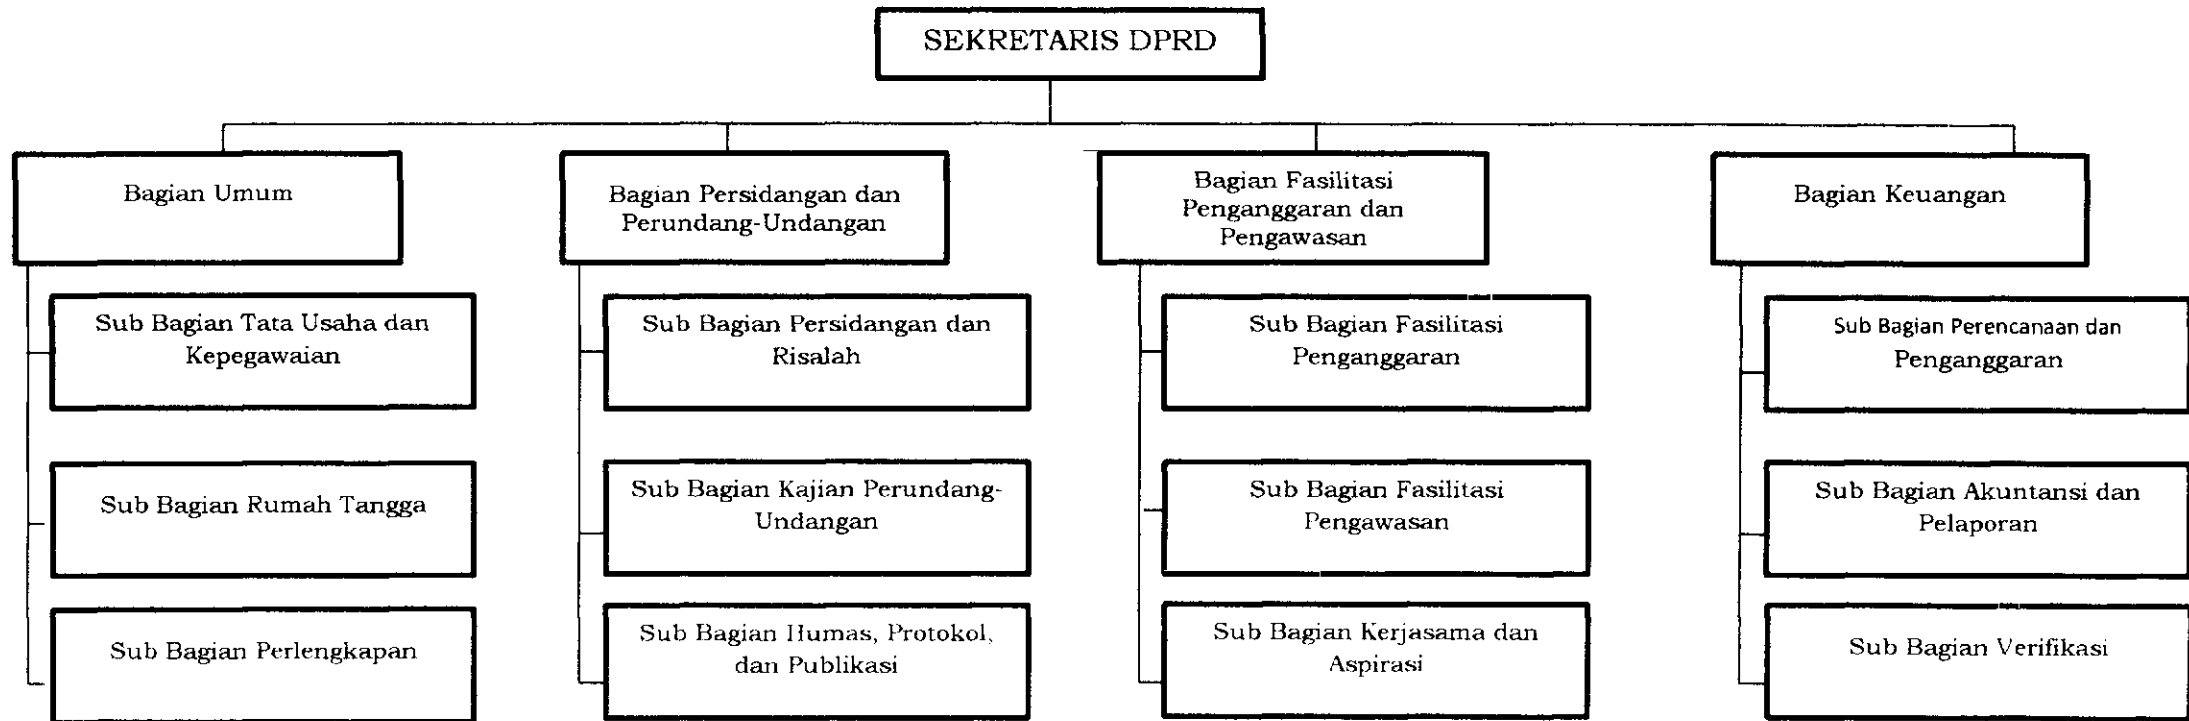 SEKRETARIS DPRD
Bagian Umum
Bagian Persidangan dan
Perundang-Undangan
Bagian Fasilitasi
Penganggaran dan
Pengawasan
Bagian Keuangan
Sub Bagian Tata Usaha dan
Kepegawaian
Sub Bagian Persidangan dan
Risalah
Sub Bagian Fasilitasi
Penganggaran
Sub Bagian Perencanaan dan
Penganggaran
Sub Bagian Rumah Tangga
Sub Bagian Kajian Perundang-
Undangan
Sub Bagian Fasilitasi
Pengawasan
Sub Bagian Akuntansi dan
Pelaporan
Sub Bagian Perlengkapan
Sub Bagian Humas, Protokol,
dan Publikasi
Sub Bagian Kerjasama dan
Aspirasi
Sub Bagian Verifikasi